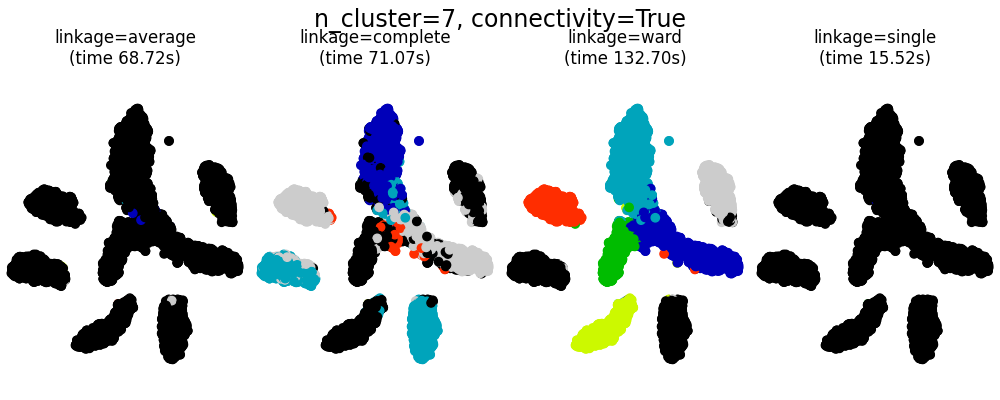 n_cluster=7, connectivity=True
linkage=average
(time 68.72s)
linkage=complete
(time 71.07s)
linkage=ward
(time 132.70s)
linkage=single
(time 15.52s)